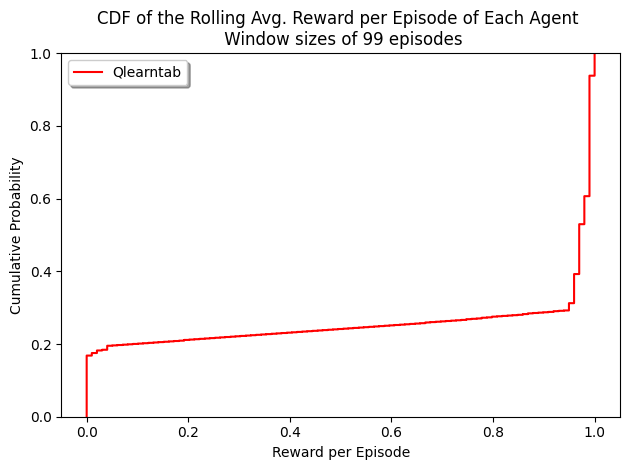 CDF of the Rolling Avg. Reward per Episode of Each Agent
Window sizes of 99 episodes
Qlearntab
1.0
0.8
0.6
0.4
0.2
0.0
Cumulative Probability
0.0 0.2 0.4 0.6 0.8 1.0
Reward per Episode